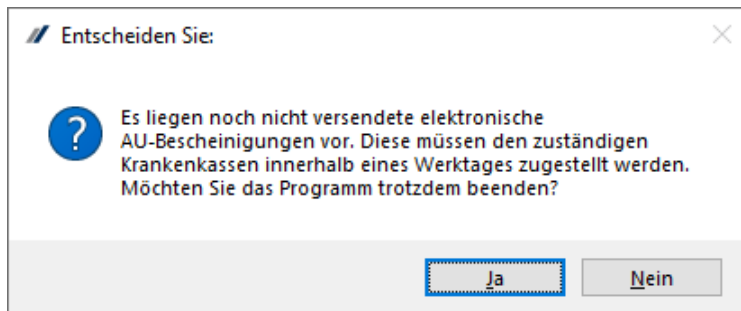 Entscheiden Sie:
Es liegen noch nicht versendete elektronische
AU-Bescheinigungen vor. Diese müssen den zuständigen
Krankenkassen innerhalb eines Werktages zugestellt werden.
Möchten Sie das Programm trotzdem beenden?
Ja
Nein